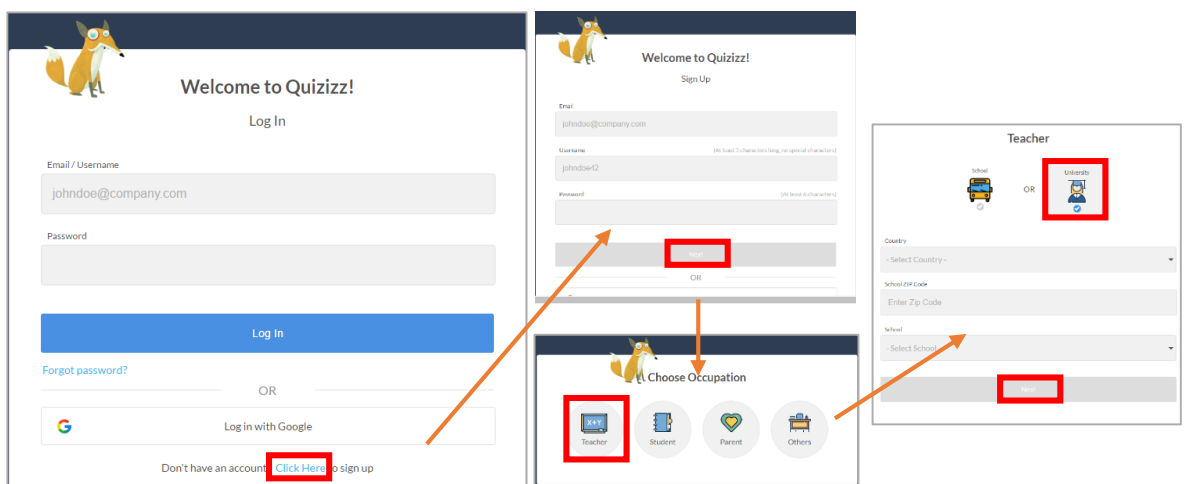 Welcome to Quizizz!
Log In
Email / Username
johndoe@company.com
Password
Log In
Forgot password?
OR
Log in with Google
Don't have an account Click Here o sign up
Welcome to Quizizz!
Sign Up
Email
johndoe@company.com
Username (At least 5 characters long, no special characters)
johndoe42
Password (At least 6 characters)
Next
OR
Choose Occupation
Teacher Student Parent Others
Teacher
School OR University
Country
- Select Country -
School ZIP Code
Enter Zip Code
School
- Select School
Next